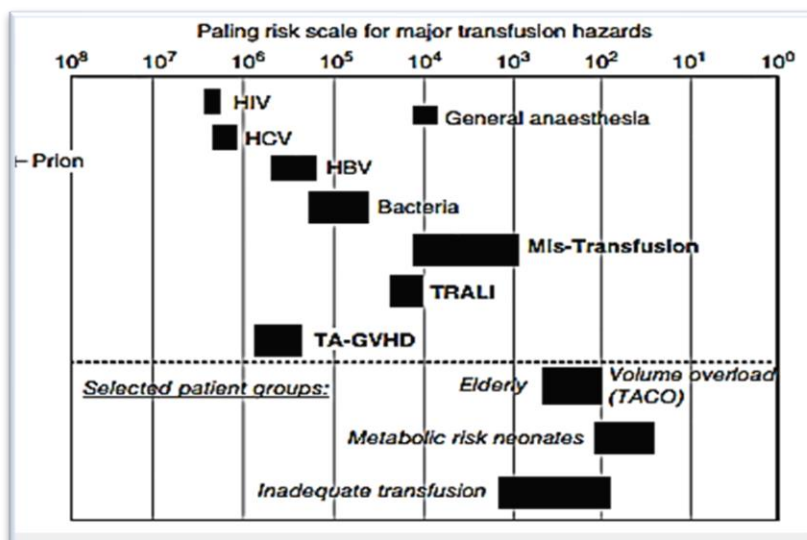 Paling risk scale for major transfusion hazards
10⁸ 10⁷ 10⁶ 10⁵ 10⁴ 10³ 10² 10¹ 10⁰
HIV
General anaesthesia
HCV
Prion
HBV
Bacteria
Mis-Transfusion
TRALI
TA-GVHD
Selected patient groups:
Elderly
Volume overload
(TACO)
Metabolic risk neonates
Inadequate transfusion